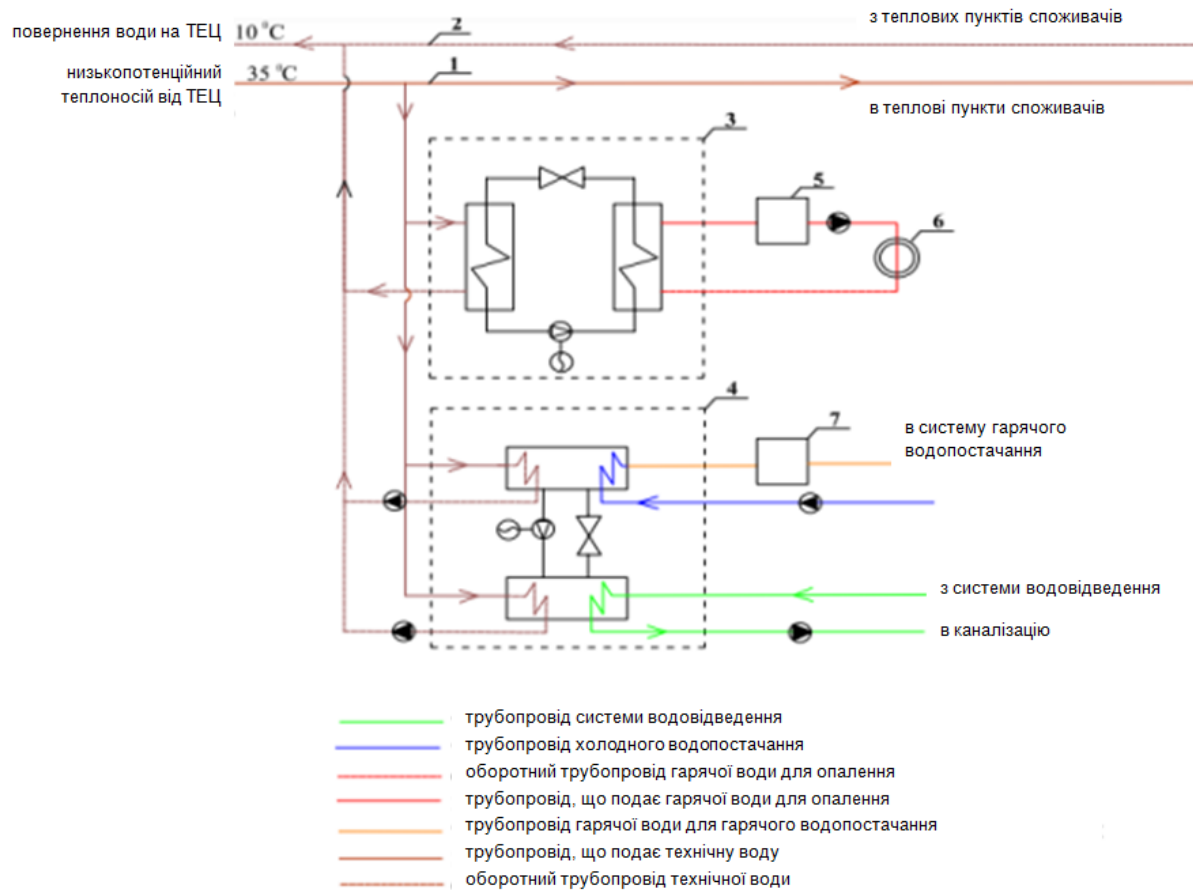 з теплових пунктів споживачів
повернення води на ТЕЦ 10 °C 2
низькопотенційний
теплоносій від ТЕЦ
35 °C 1
в теплові пункти споживачів
3
5
6
4
7
в систему гарячого
водопостачання
з системи водовідведення
в каналізацію
трубопровід системи водовідведення
трубопровід холодного водопостачання
оборотний трубопровід гарячої води для опалення
трубопровід, що подає гарячої води для опалення
трубопровід гарячої води для гарячого водопостачання
трубопровід, що подає технічну воду
оборотний трубопровід технічної води